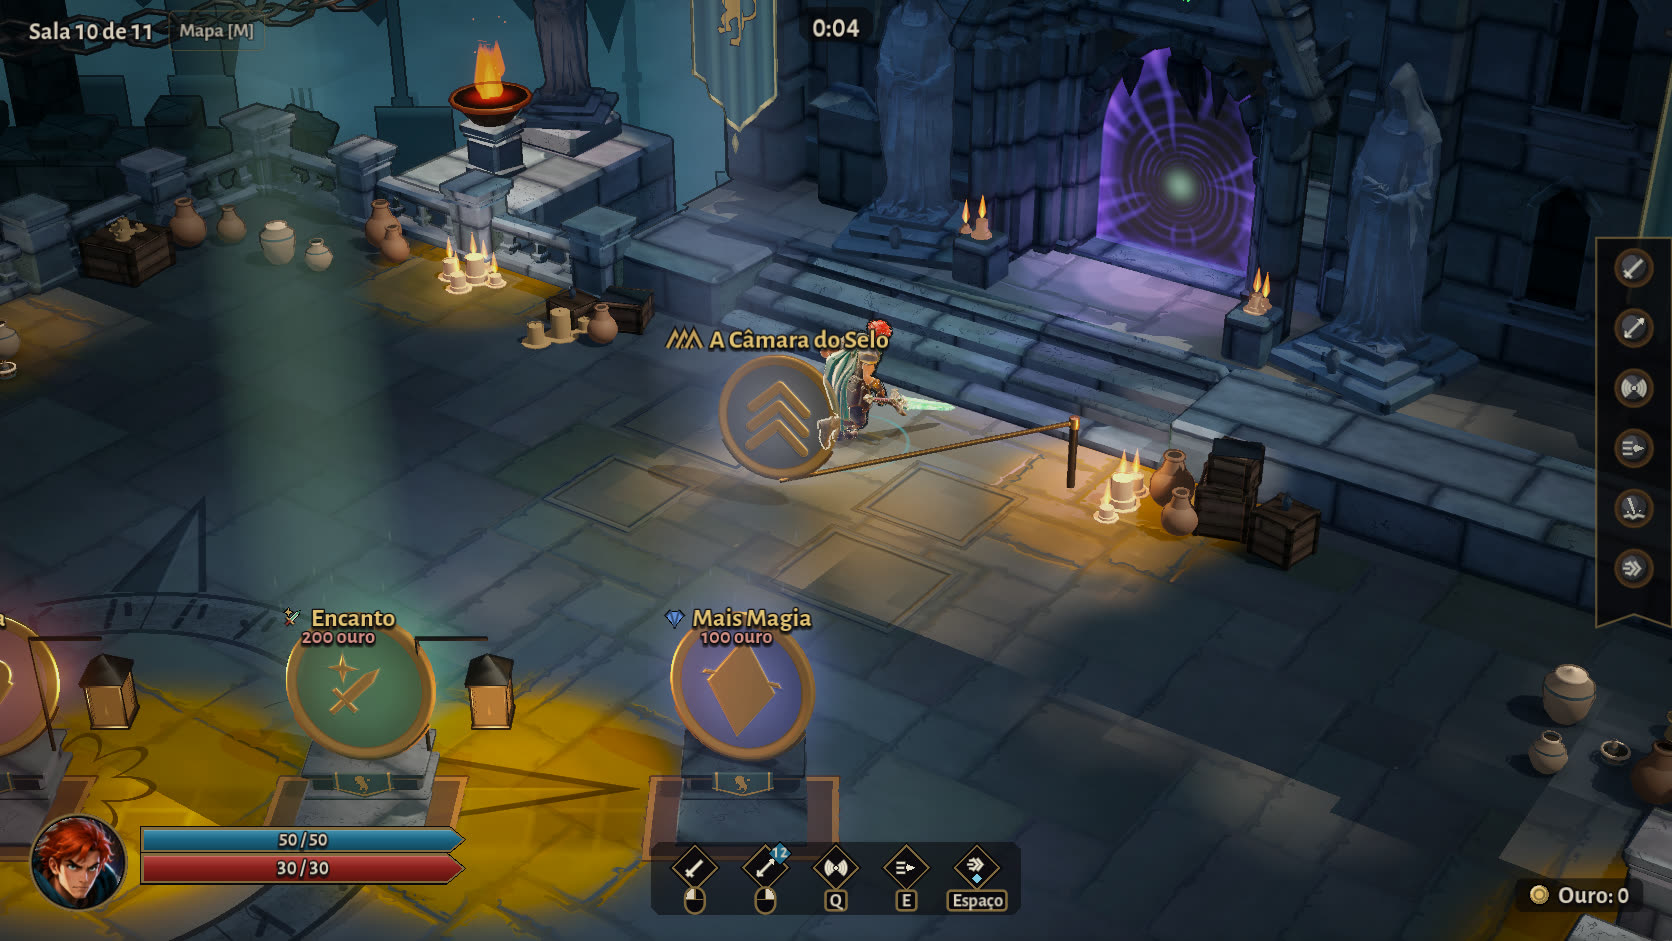 Sala 10 de 11
Mapa [M]
0:04
A Câmara do Selo
Encanto
200 ouro
Mais Magia
100 ouro
50/50
30/30
12
Q
E
Espaço
Ouro: 0